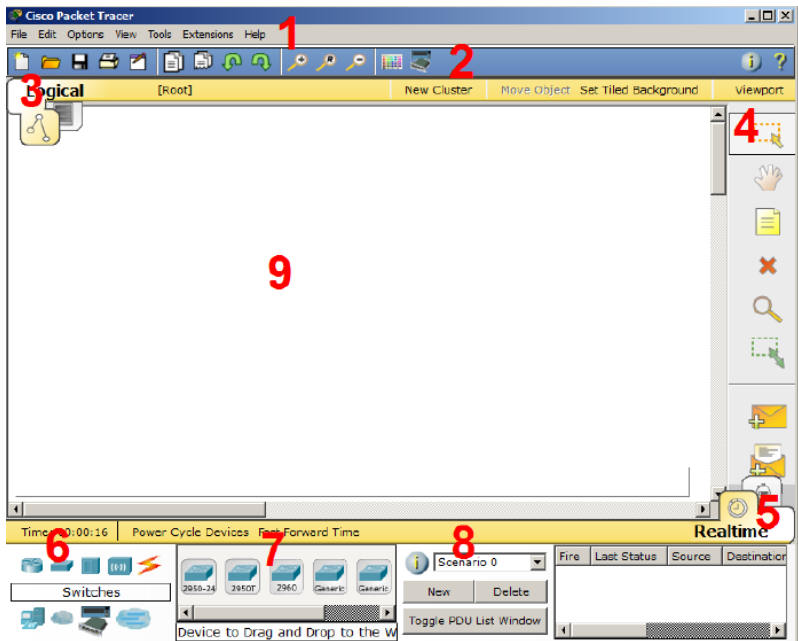 Cisco Packet Tracer
File Edit Options View Tools Extensions Help
1
2
3
Logical [Root] New Cluster Move Object Set Tiled Background Viewport
4
9
5
Time: 00:00:16 Power Cycle Devices Fast Forward Time Realtime
6
7
8
Switches
2950-24 2950T 2960 Generic Generic
Device to Drag and Drop to the W
Scenario 0
New Delete
Toggle PDU List Window
Fire Last Status Source Destination